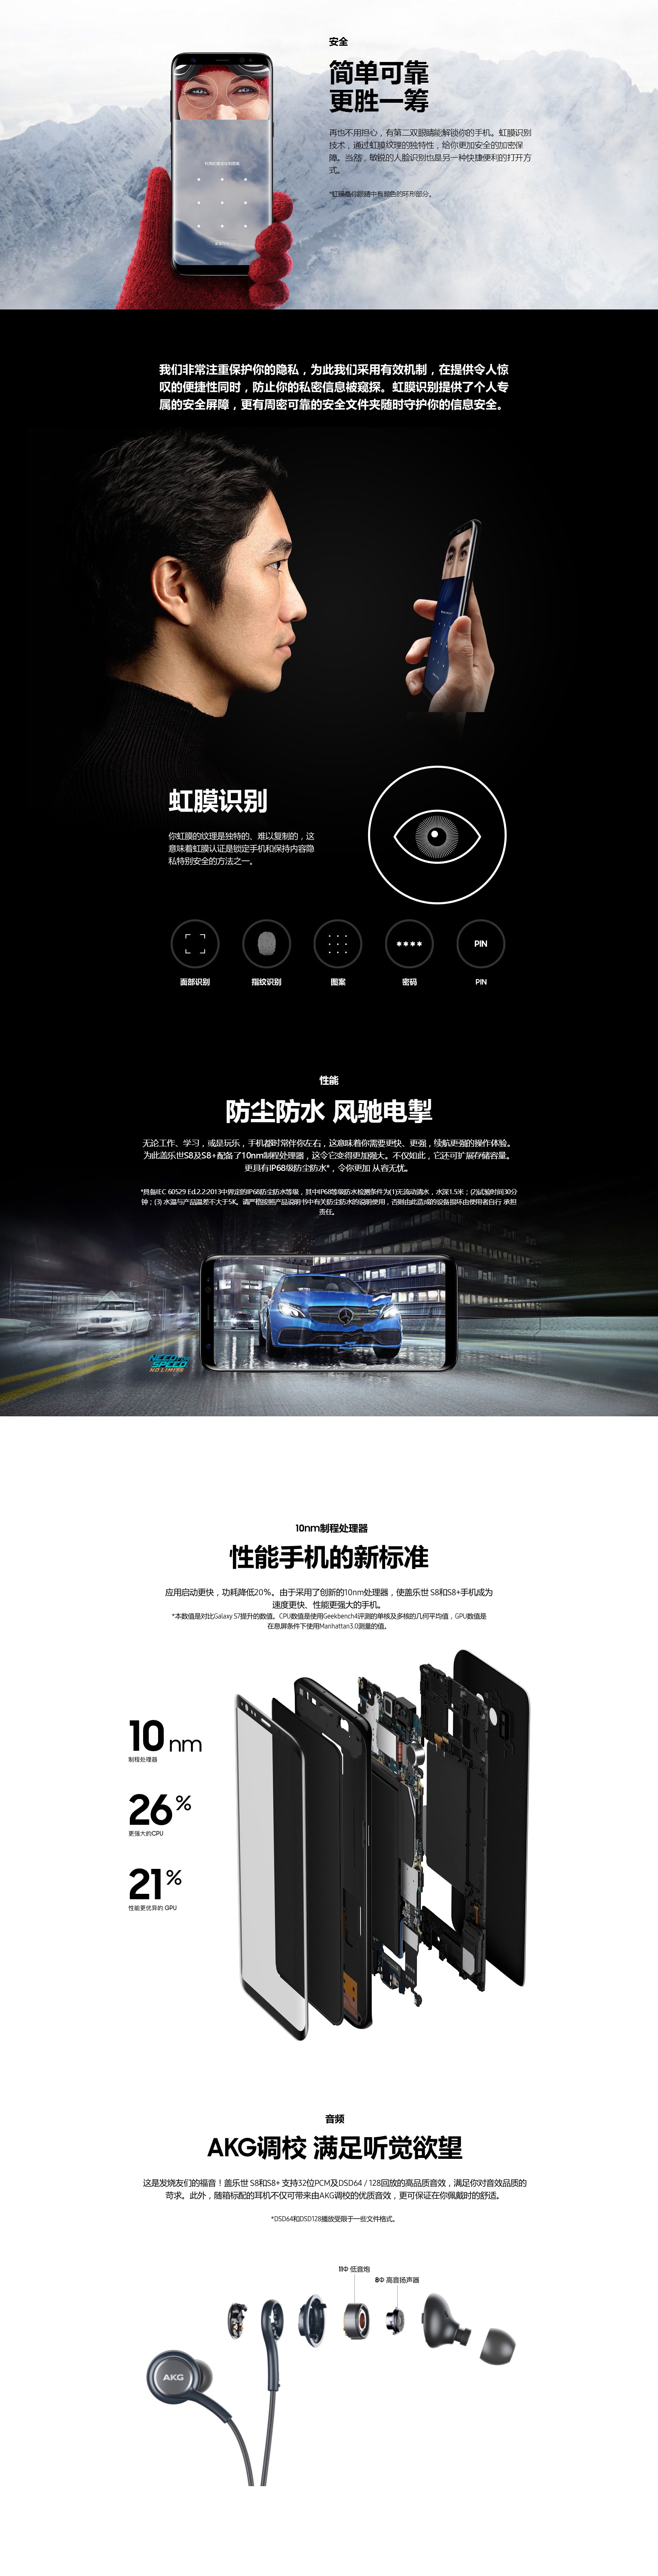 安全
简单可靠
更胜一筹
再也不用担心，有第二双眼睛能解锁你的手机。虹膜识别
技术，通过虹膜纹理的独特性，给你更加安全的加密保
障。当然，敏锐的人脸识别也是另一种快捷便利的打开方
式。
*虹膜是你眼睛中有颜色的环形部分。
我们非常注重保护你的隐私，为此我们采用有效机制，在提供令人惊
叹的便捷性同时，防止你的私密信息被窥探。虹膜识别提供了个人专
属的安全屏障，更有周密可靠的安全文件夹随时守护你的信息安全。
虹膜识别
你虹膜的纹理是独特的、难以复制的，这
意味着虹膜认证是锁定手机和保持内容隐
私特别安全的方法之一。
****
PIN
面部识别 指纹识别 图案 密码 PIN
性能
防尘防水 风驰电掣
无论工作、学习，或是玩乐，手机都时常伴你左右，这意味着你需要更快、更强，续航更强的操作体验。
为此盖乐世S8及S8+配备了10nm制程处理器，这令它变得更加强大。不仅如此，它还可扩展存储容量。
更具有IP68级防尘防水*，令你更加 从容无忧。
*具备IEC 60529 Ed.2.2:2013中界定的IP68防尘防水等级，其中IP68等级防水检测条件为(1)无流动清水，水深1.5米；(2)试验时间30分
钟；(3) 水温与产品温差不大于5K。请严格按照产品说明书中有关防尘防水的说明使用，否则由此造成的设备损坏由使用者自行 承担
责任。
NEED FOR
SPEED
NO LIMITS
10nm制程处理器
性能手机的新标准
应用启动更快，功耗降低20%。由于采用了创新的10nm处理器，使盖乐世 S8和S8+手机成为
速度更快、性能更强大的手机。
*本数值是对比Galaxy S7提升的数值。CPU数值是使用Geekbench4评测的单核及多核的几何平均值，GPU数值是
在息屏条件下使用Manhattan3.0测量的值。
10 nm
制程处理器
26%
更强大的CPU
21%
性能更优异的 GPU
音频
AKG调校 满足听觉欲望
这是发烧友们的福音！盖乐世 S8和S8+ 支持32位PCM及DSD64 / 128回放的高品质音效，满足你对音效品质的
苛求。此外，随箱标配的耳机不仅可带来由AKG调校的优质音效，更可保证在你佩戴时的舒适。
*DSD64和DSD128播放受限于一些文件格式。
11Φ 低音炮
8Φ 高音扬声器
AKG